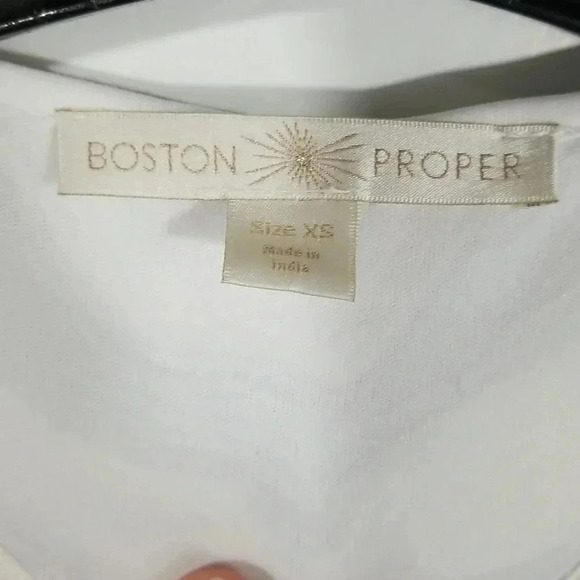 BOSTON PROPER
Size XS
Made in
india